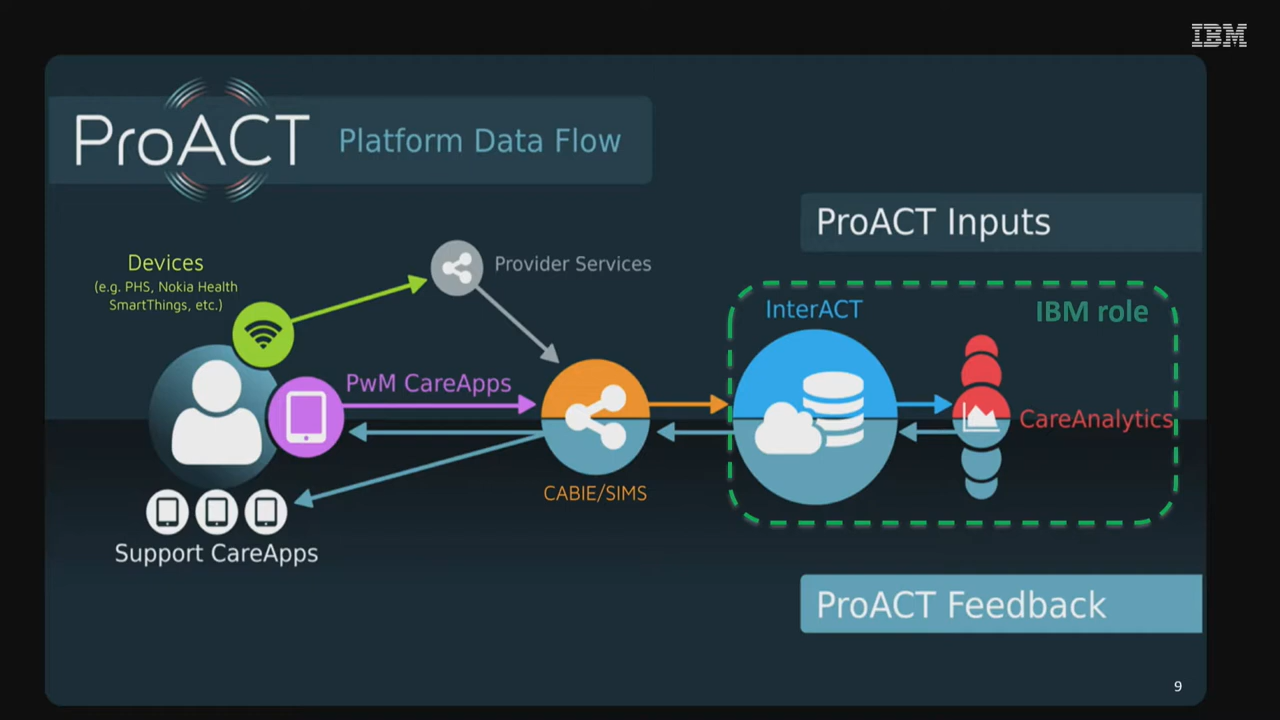 IBM
ProACT Platform Data Flow
ProACT Inputs
Devices
(e.g. PHS, Nokia Health
SmartThings, etc.)
Provider Services
InterACT
IBM role
PwM CareApps
CareAnalytics
CABIE/SIMS
Support CareApps
ProACT Feedback
9